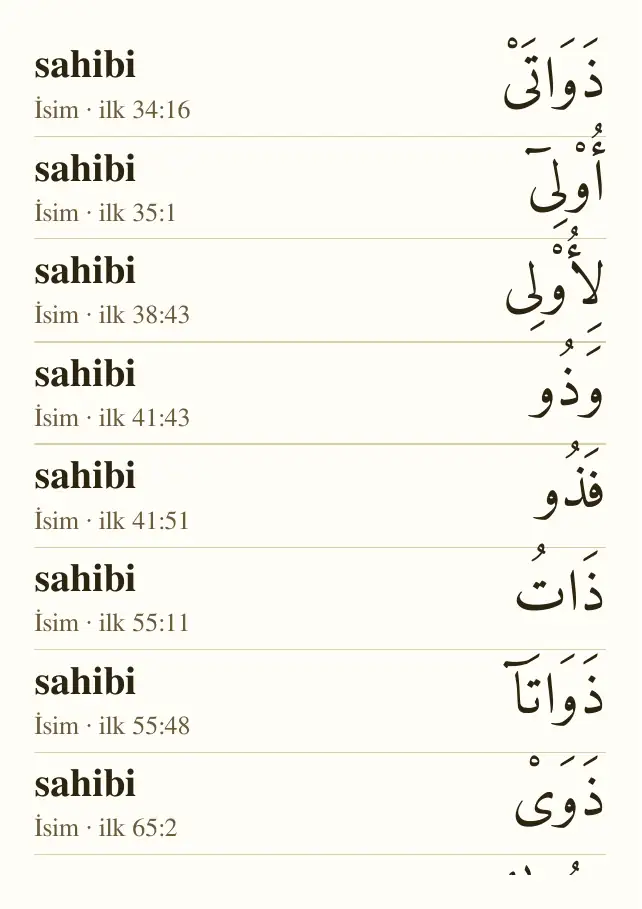 sahibi ذَوَاتَىْ
İsim · ilk 34:16
sahibi أُو۟لِىٓ
İsim · ilk 35:1
sahibi لِأُو۟لِى
İsim · ilk 38:43
sahibi وَذُو
İsim · ilk 41:43
sahibi فَذُو
İsim · ilk 41:51
sahibi ذَاتُ
İsim · ilk 55:11
sahibi ذَوَاتَآ
İsim · ilk 55:48
sahibi ذَوَىْ
İsim · ilk 65:2